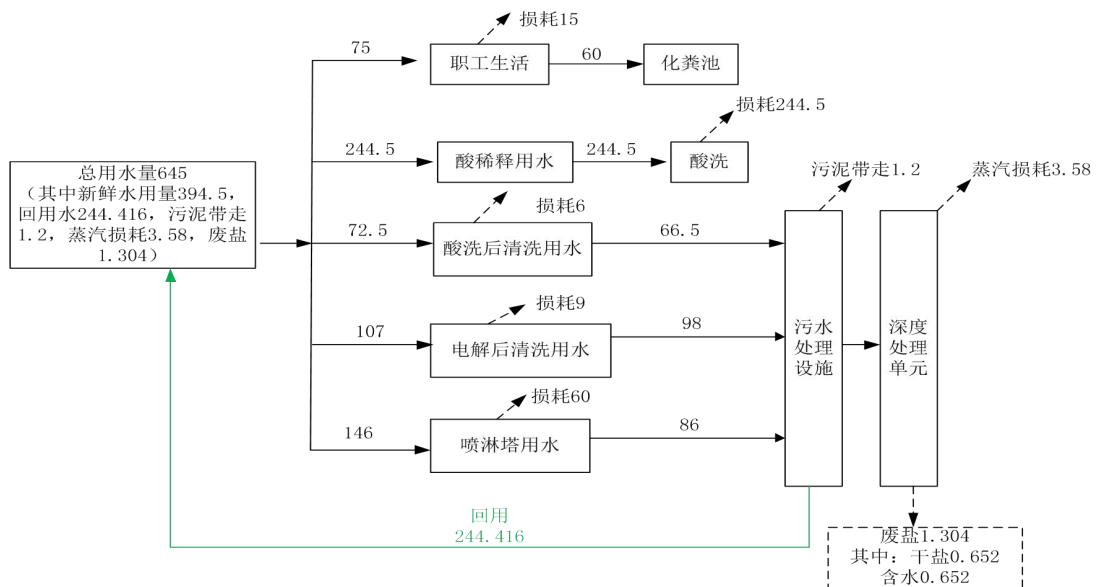 损耗15
75
职工生活
60
化粪池
损耗244.5
244.5
酸稀释用水
244.5
酸洗
总用水量645
(其中新鲜水用量394.5,
回用水244.416, 污泥带走
1.2, 蒸汽损耗3.58, 废盐
1.304)
污泥带走1.2
蒸汽损耗3.58
损耗6
72.5
酸洗后清洗用水
66.5
损耗9
107
电解后清洗用水
98
污水
处理
设施
深度
处理
单元
损耗60
146
喷淋塔用水
86
回用
244.416
废盐1.304
其中: 干盐0.652
含水0.652